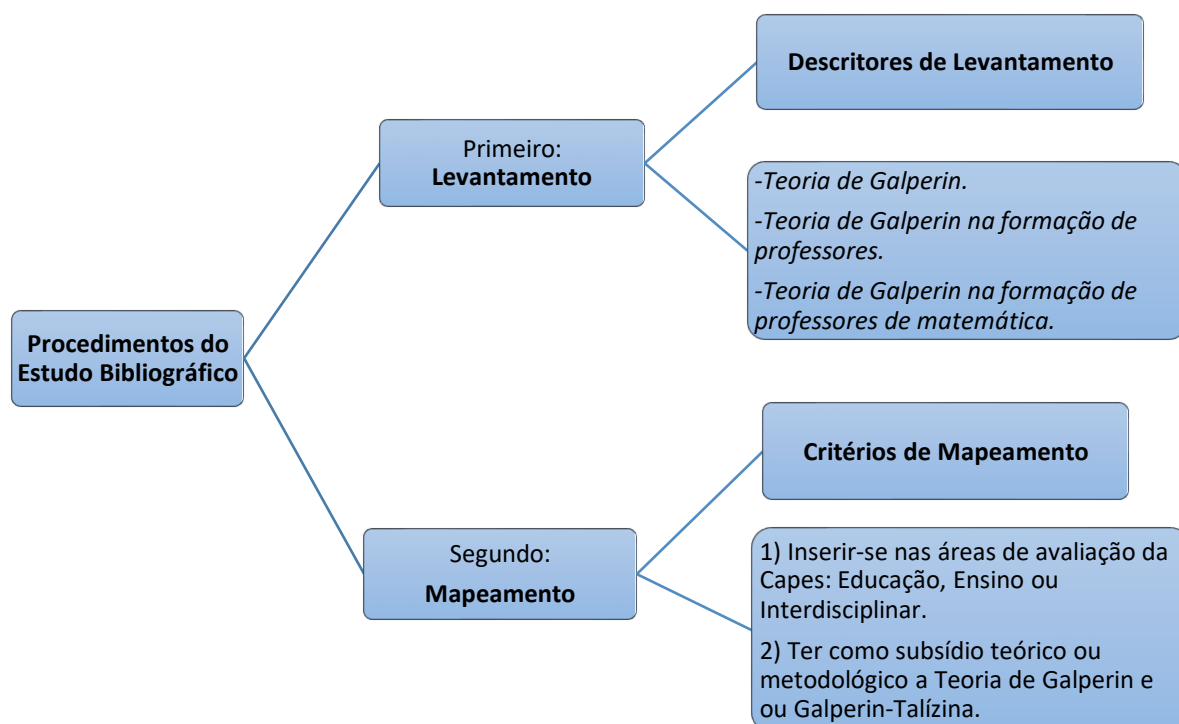 Procedimentos do
Estudo Bibliográfico
Primeiro:
Levantamento
Descritores de Levantamento
-Teoria de Galperin.
-Teoria de Galperin na formação de
professores.
-Teoria de Galperin na formação de
professores de matemática.
Segundo:
Mapeamento
Critérios de Mapeamento
1) Inserir-se nas áreas de avaliação da
Capes: Educação, Ensino ou
Interdisciplinar.
2) Ter como subsídio teórico ou
metodológico a Teoria de Galperin e
ou Galperin-Talízina.